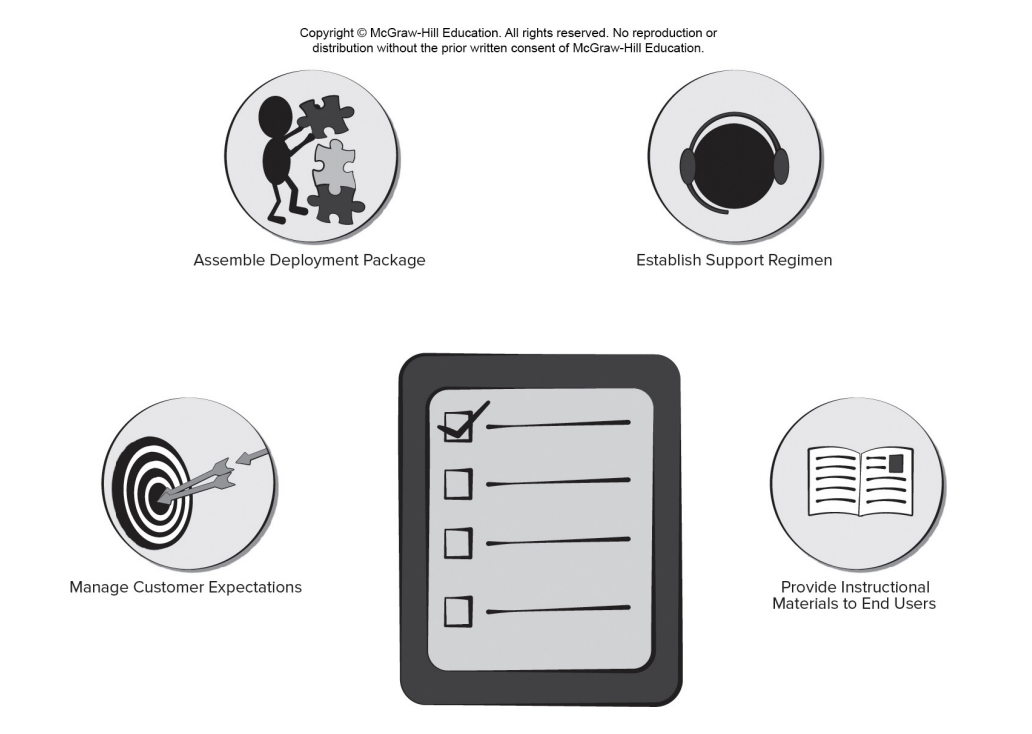 Copyright © McGraw-Hill Education. All rights reserved. No reproduction or
distribution without the prior written consent of McGraw-Hill Education.
Assemble Deployment Package
Establish Support Regimen
Manage Customer Expectations
Provide Instructional
Materials to End Users